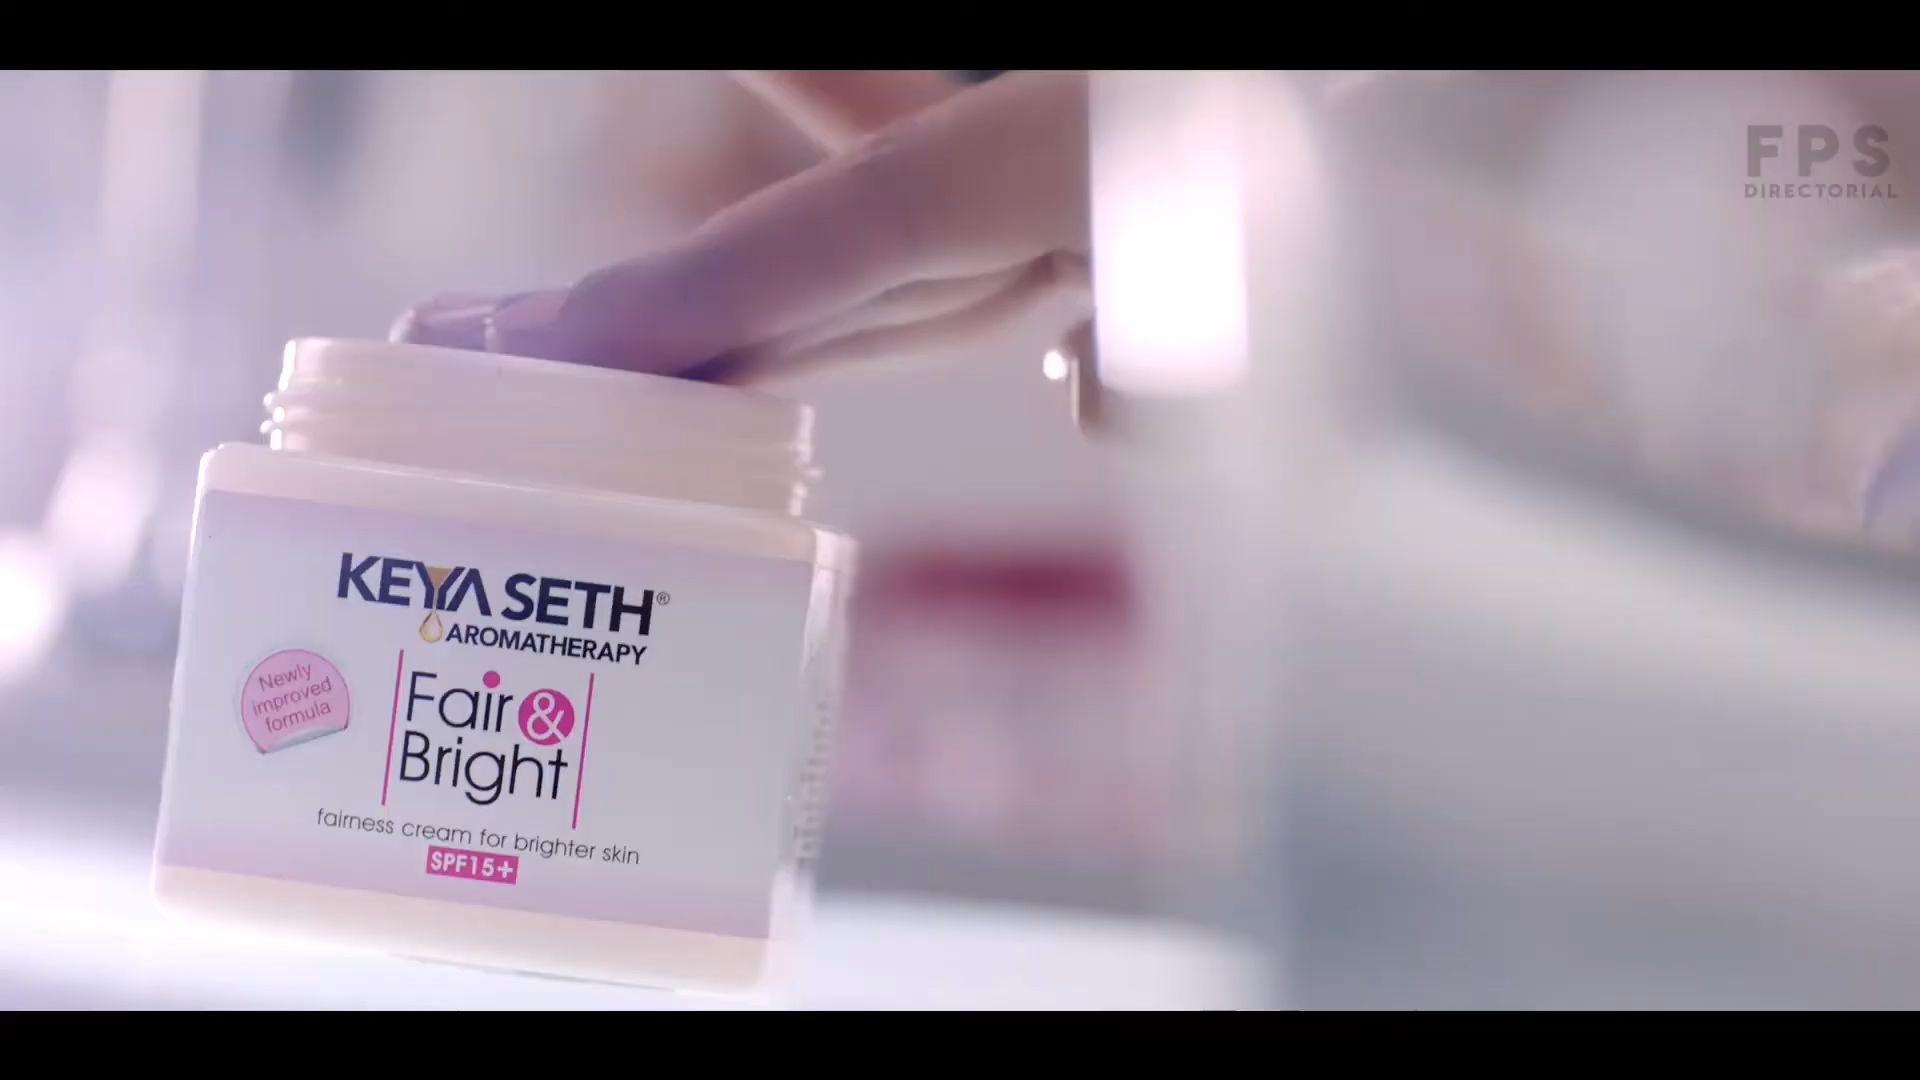 FPS
DIRECTORIAL
KEYA SETH®
AROMATHERAPY
Newly
improved
formula
Fair &
Bright
fairness cream for brighter skin
SPF15+